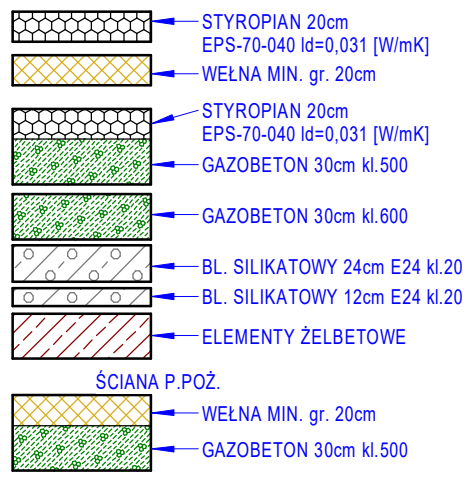 STYROPIAN 20cm
EPS-70-040 ld=0,031 [W/mK]
WEŁNA MIN. gr. 20cm
STYROPIAN 20cm
EPS-70-040 ld=0,031 [W/mK]
GAZOBETON 30cm kl.500
GAZOBETON 30cm kl.600
BL. SILIKATOWY 24cm E24 kl.20
BL. SILIKATOWY 12cm E24 kl.20
ELEMENTY ŻELBETOWE
ŚCIANA P.POŻ.
WEŁNA MIN. gr. 20cm
GAZOBETON 30cm kl.500